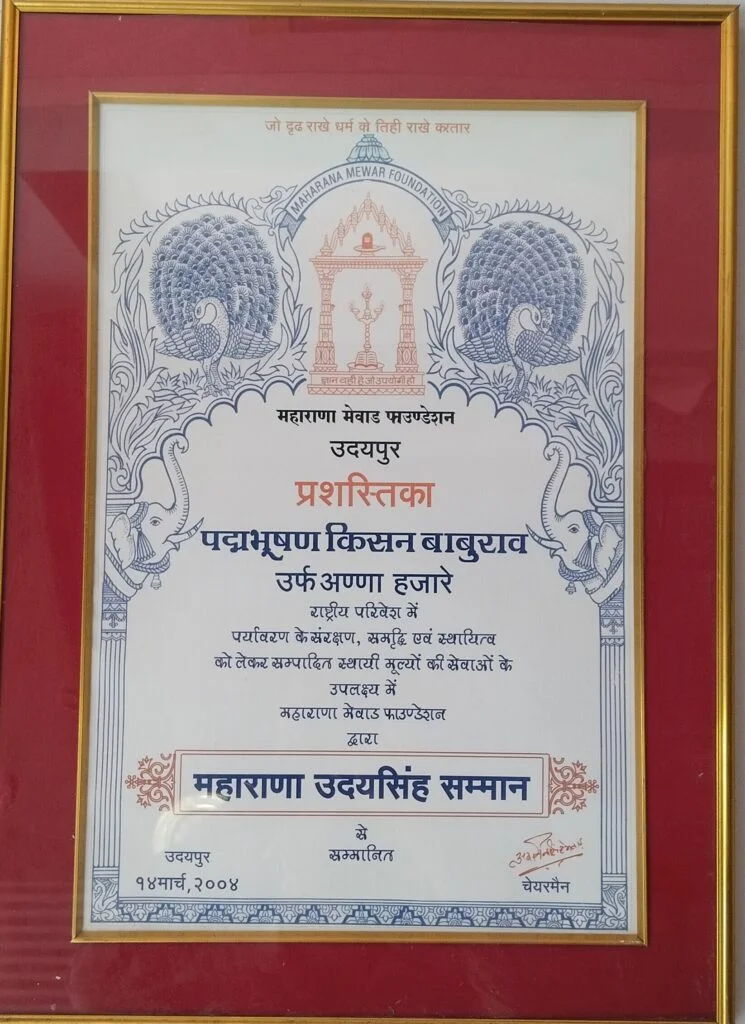 जो दृढ राखे धर्म को तिही राखे करतार
MAHARANA MEWAR FOUNDATION
ज्ञान वही है जो उपयोगी हो
महाराणा मेवाड फाउण्डेशन
उदयपुर
प्रशस्तिका
पद्मभूषण किसन बाबुराव
उर्फ अण्णा हजारे
राष्ट्रीय परिवेश में
पर्यावरण के संरक्षण, समृद्धि एवं स्थायित्व
को लेकर सम्पादित स्थायी मूल्यों की सेवाओं के
उपलक्ष्य में
महाराणा मेवाड फाउण्डेशन
द्वारा
महाराणा उदयसिंह सम्मान
से
सम्मानित
उदयपुर
१४मार्च,२००४
चेयरमैन